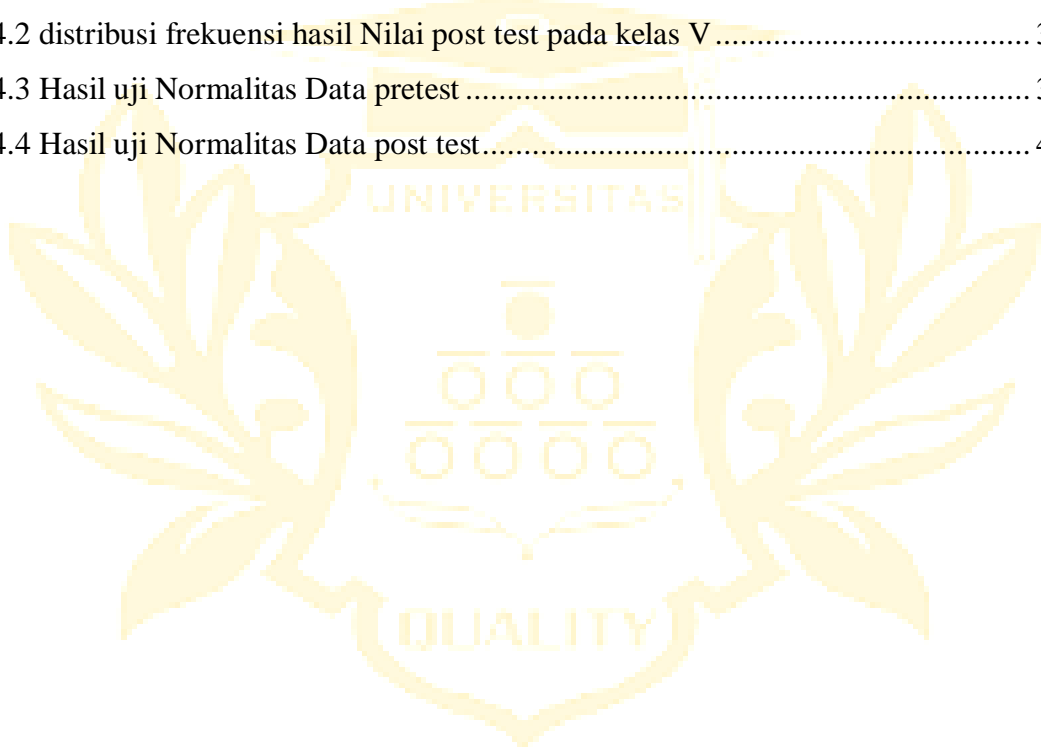 4.2 distribusi frekuensi hasil Nilai post test pada kelas V...................................... 3
4.3 Hasil uji Normalitas Data pretest .................................................................... 3
4.4 Hasil uji Normalitas Data post test.................................................................. 4
UNIVERSITAS
QUALITY